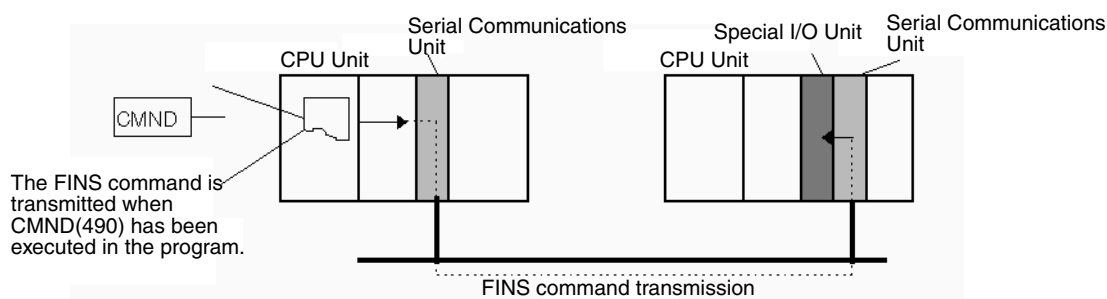 Serial Communications
Unit
CPU Unit
Special I/O Unit
Serial Communications
Unit
CPU Unit
CMND
The FINS command is
transmitted when
CMND(490) has been
executed in the program.
FINS command transmission